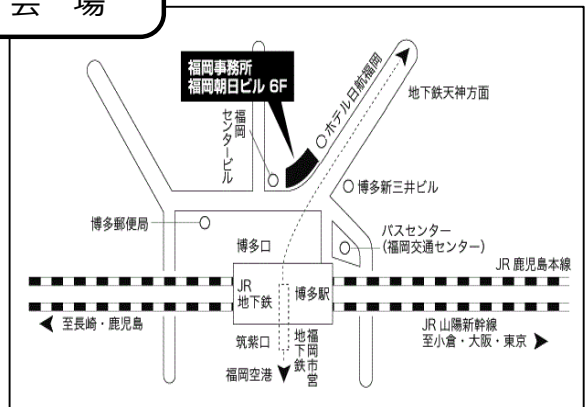 会 場
福岡事務所
福岡朝日ビル 6F
ホテル日航福岡
地下鉄天神方面
福岡
センタービル
博多新三井ビル
博多郵便局
バスセンター
(福岡交通センター)
博多口
JR 鹿児島本線
JR
地下鉄
博多駅
至長崎・鹿児島
JR 山陽新幹線
至小倉・大阪・東京
筑紫口
福岡市営
地下鉄
福岡空港